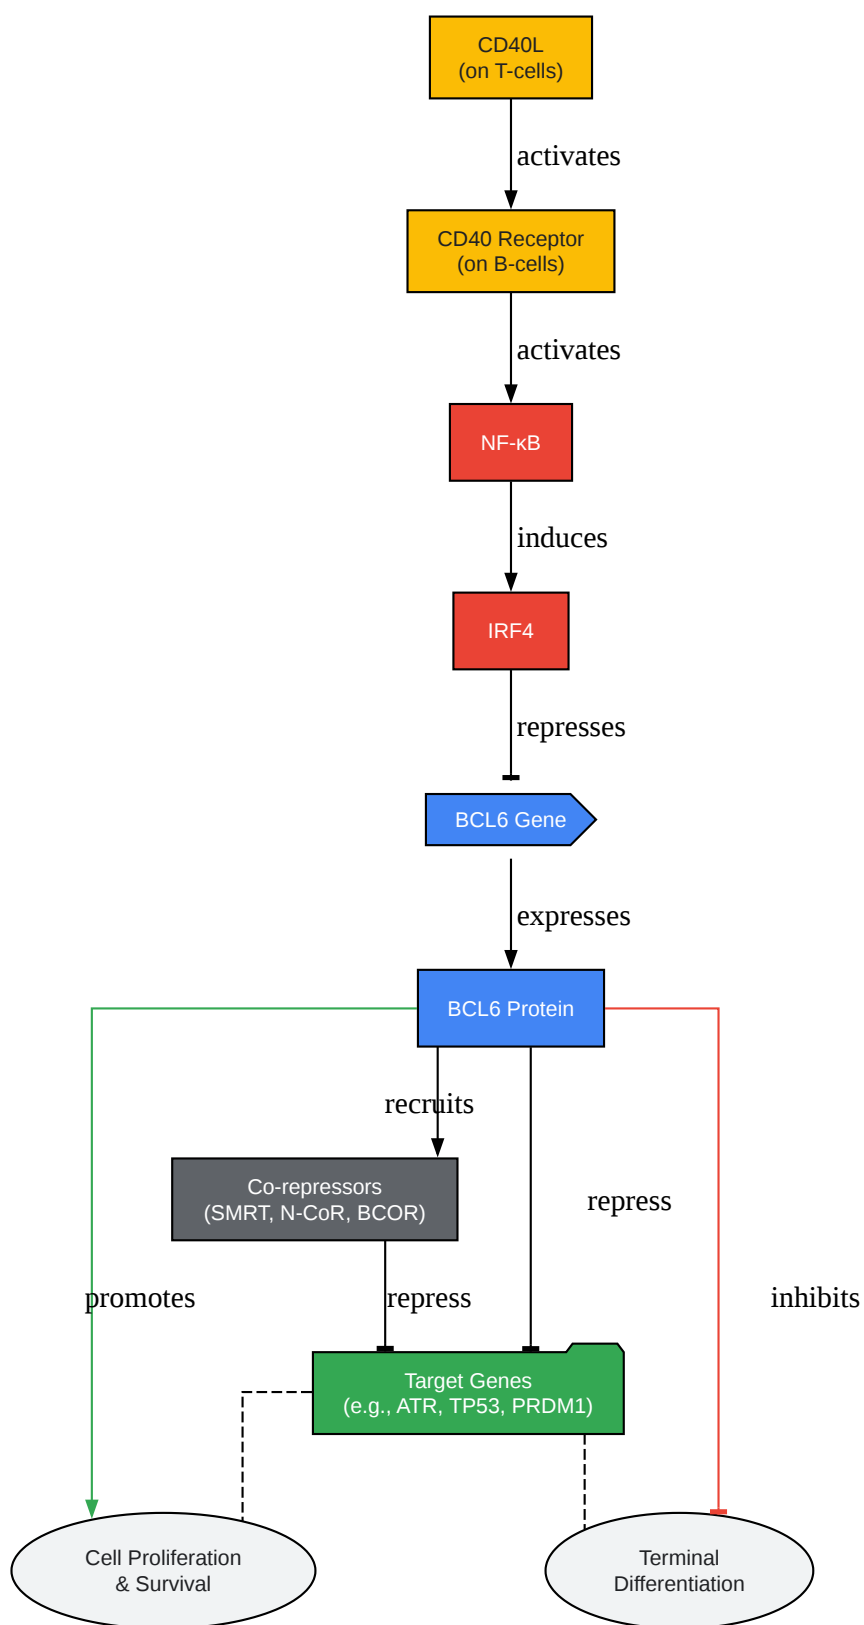 CD40L
(on T-cells)
activates
CD40 Receptor
(on B-cells)
activates
NF-κB
induces
IRF4
represses
BCL6 Gene
expresses
BCL6 Protein
recruits
Co-repressors
(SMRT, N-CoR, BCOR)
repress
promotes
repress
inhibits
Target Genes
(e.g., ATR, TP53, PRDM1)
Cell Proliferation
& Survival
Terminal
Differentiation